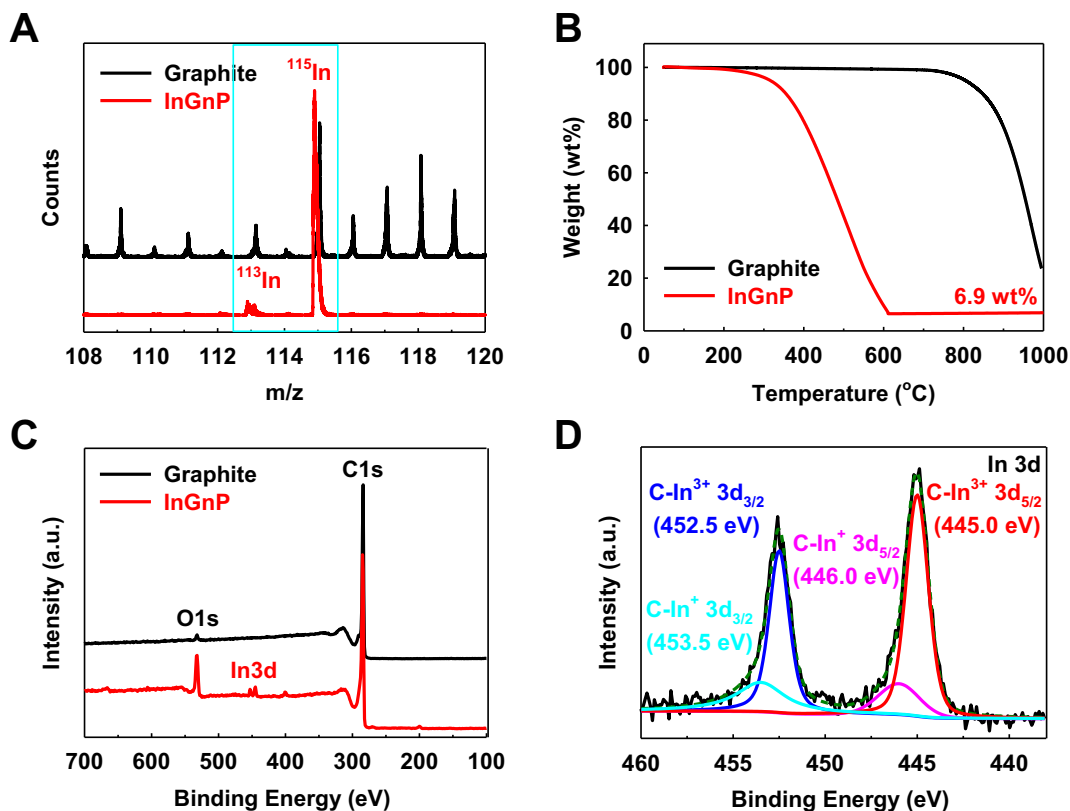 A
Graphite
InGnP
¹¹⁵In
¹¹³In
Counts
108 110 112 114 116 118 120
m/z
B
100
80
60
40
20
0
Weight (wt%)
Graphite
InGnP
6.9 wt%
0 200 400 600 800 1000
Temperature (°C)
C
Graphite
InGnP
C1s
O1s
In3d
Intensity (a.u.)
700 600 500 400 300 200 100
Binding Energy (eV)
D
In 3d
C-In³⁺ 3d₃/₂
(452.5 eV)
C-In³⁺ 3d₅/₂
(445.0 eV)
C-In⁺ 3d₅/₂
(446.0 eV)
C-In⁺ 3d₃/₂
(453.5 eV)
Intensity (a.u.)
460 455 450 445 440
Binding Energy (eV)